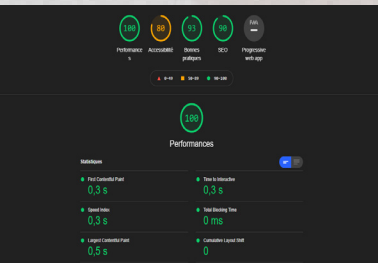 100 80 93 90 N/A
Performances Accessibilité Bonnes pratiques SEO Progressive web app
0-49 50-89 90-100
100
Performances
Statistiques
First Contentful Paint Time to Interactive
0,3 s 0,3 s
Speed Index Total Blocking Time
0,3 s 0 ms
Largest Contentful Paint Cumulative Layout Shift
0,5 s 0